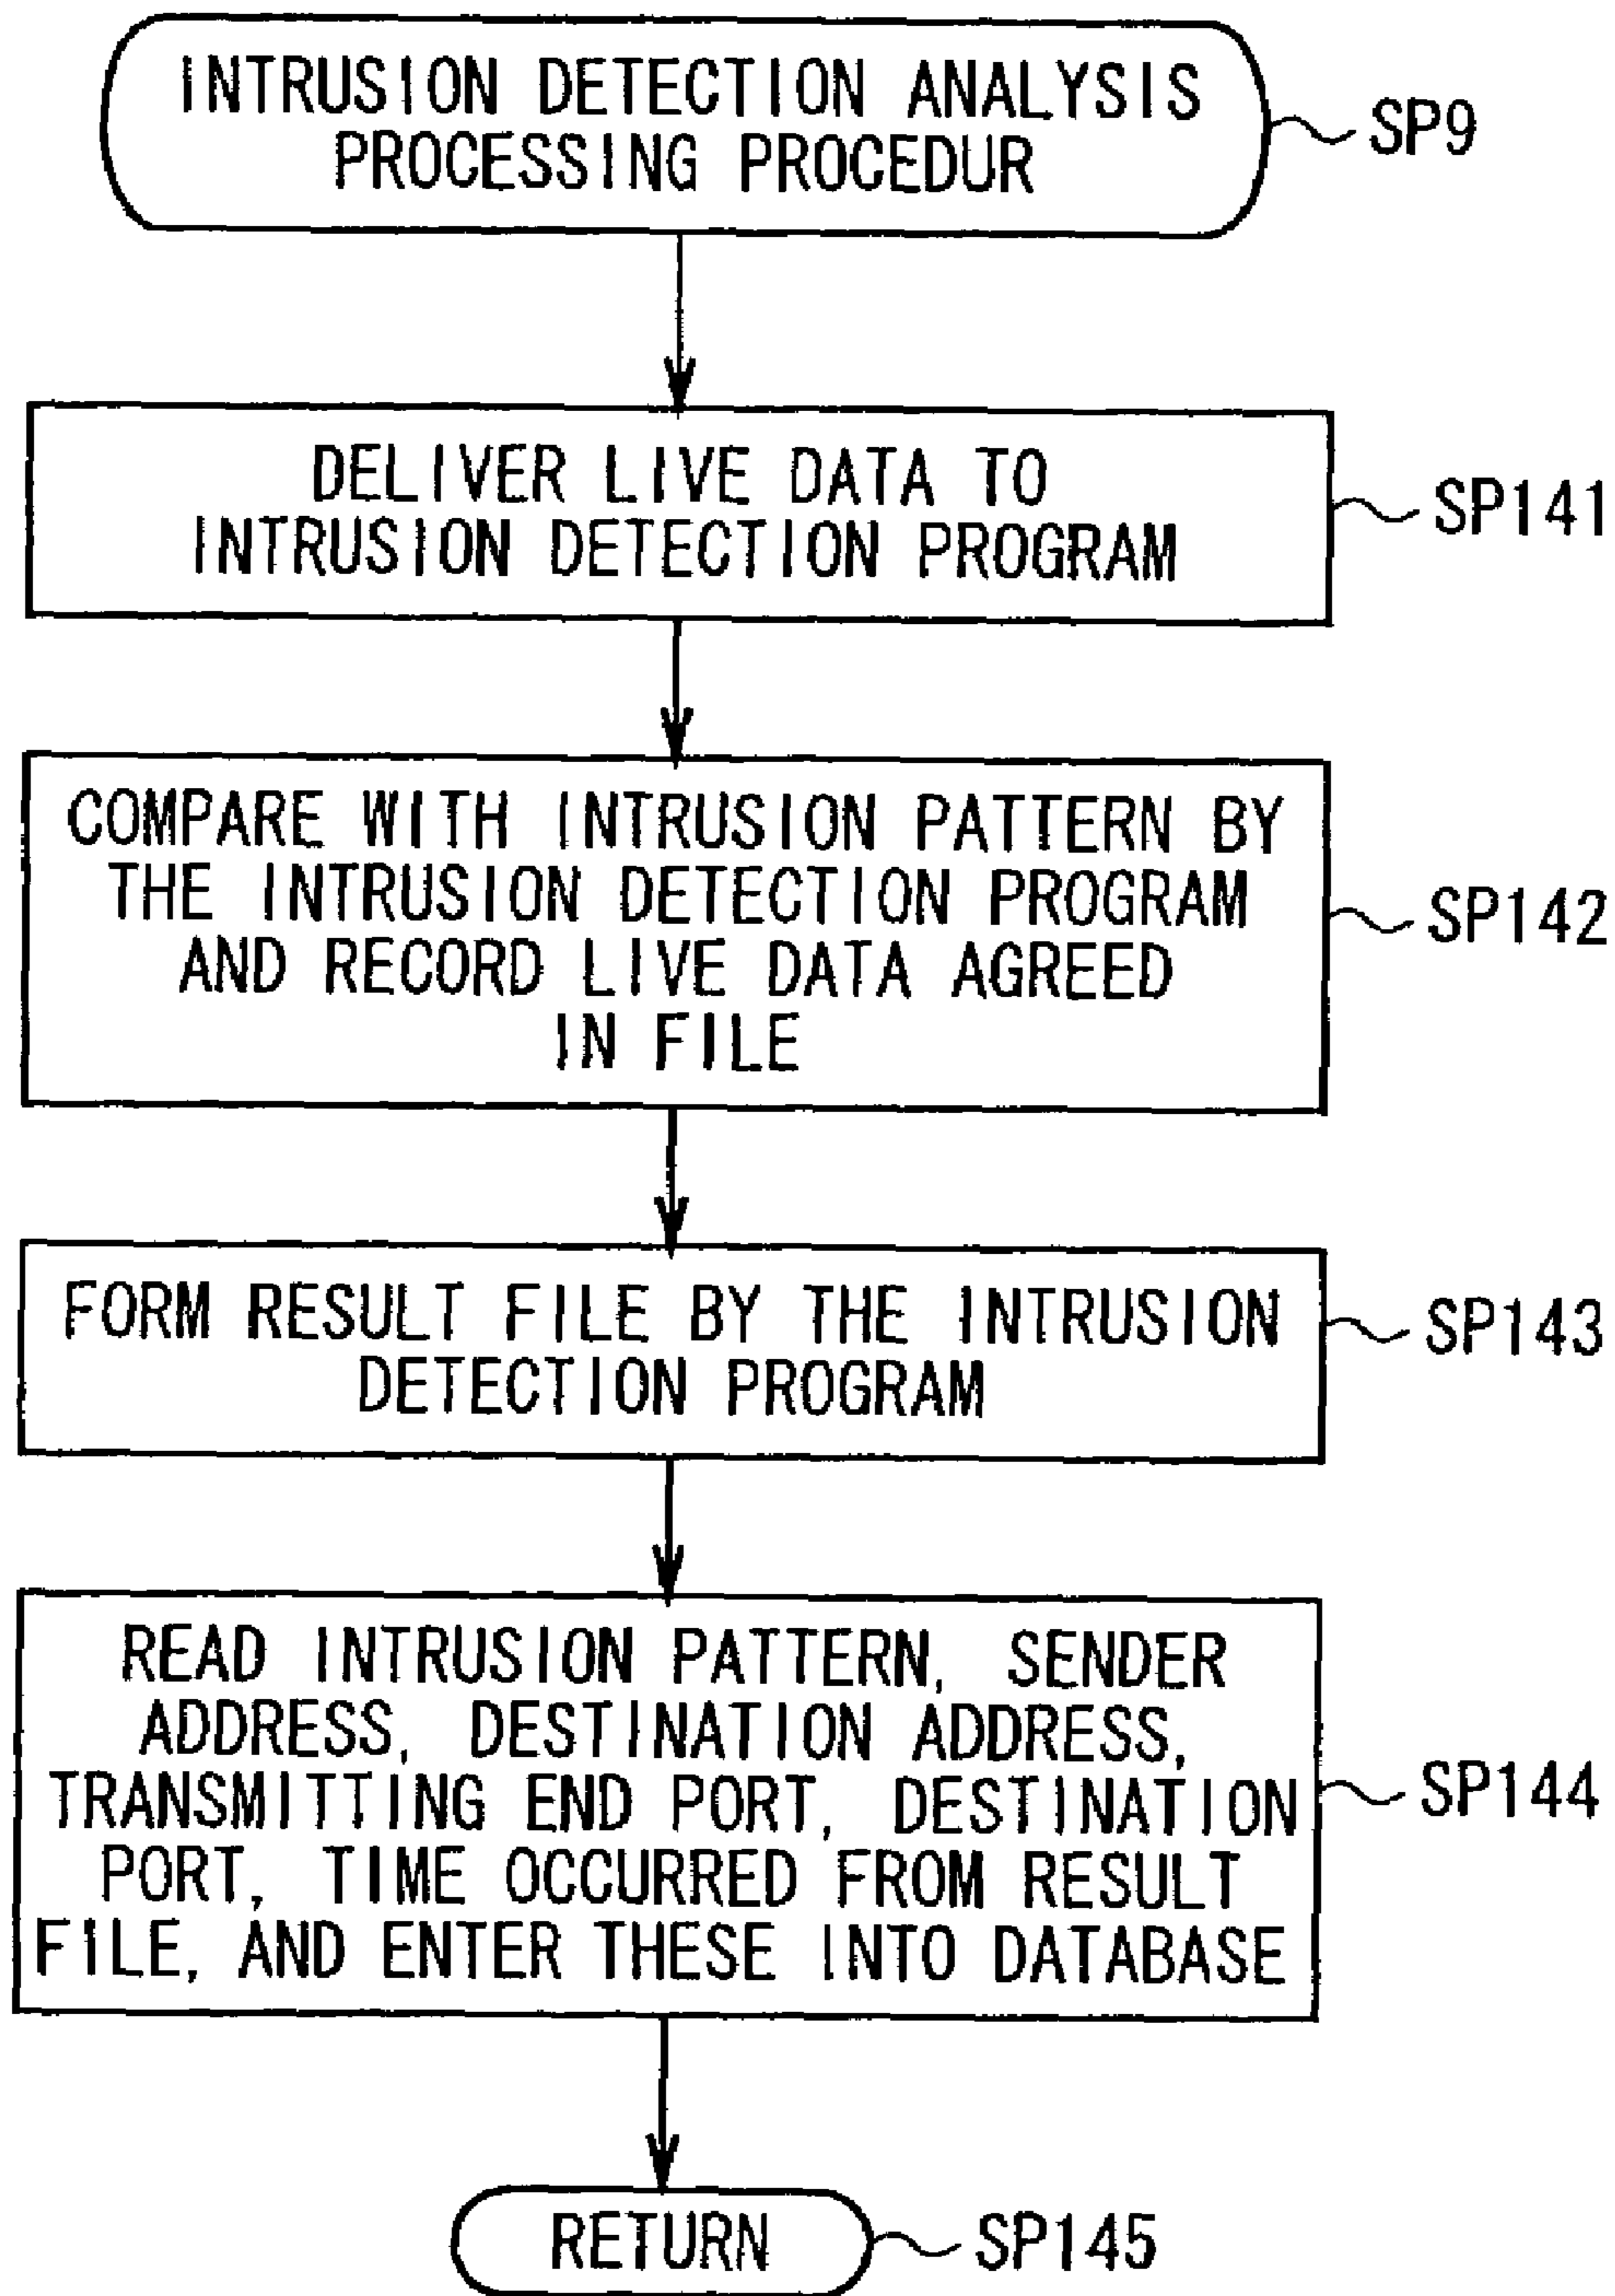 INTRUSION DETECTION ANALYSIS
PROCESSING PROCEDUR
SP9
DELIVER LIVE DATA TO
INTRUSION DETECTION PROGRAM
SP141
COMPARE WITH INTRUSION PATTERN BY
THE INTRUSION DETECTION PROGRAM
AND RECORD LIVE DATA AGREED
IN FILE
SP142
FORM RESULT FILE BY THE INTRUSION
DETECTION PROGRAM
SP143
READ INTRUSION PATTERN, SENDER
ADDRESS, DESTINATION ADDRESS,
TRANSMITTING END PORT, DESTINATION
PORT, TIME OCCURRED FROM RESULT
FILE, AND ENTER THESE INTO DATABASE
SP144
RETURN
SP145